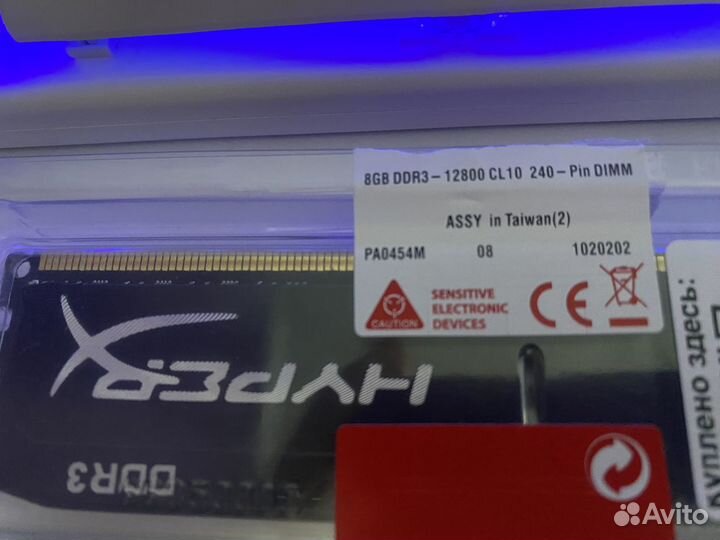 8GB DDR3-12800 CL10 240-Pin DIMM
ASSY in Taiwan(2)
PA0454M 08 1020202
CAUTION
SENSITIVE
ELECTRONIC
DEVICES
CE
HYPERX
DDR3
здесь:
Avito